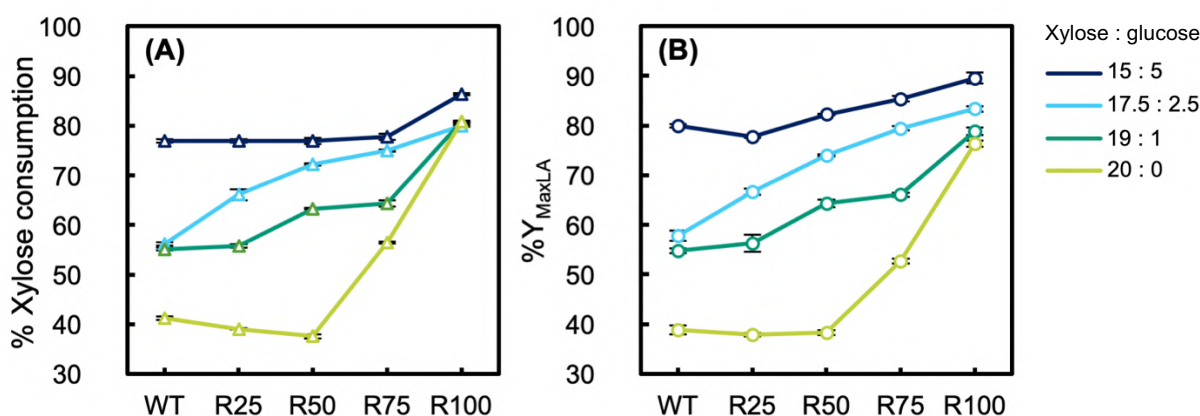 (A)
% Xylose consumption
100
90
80
70
60
50
40
30
WT R25 R50 R75 R100
(B)
%Y_MaxLA
100
90
80
70
60
50
40
30
WT R25 R50 R75 R100
Xylose : glucose
15 : 5
17.5 : 2.5
19 : 1
20 : 0